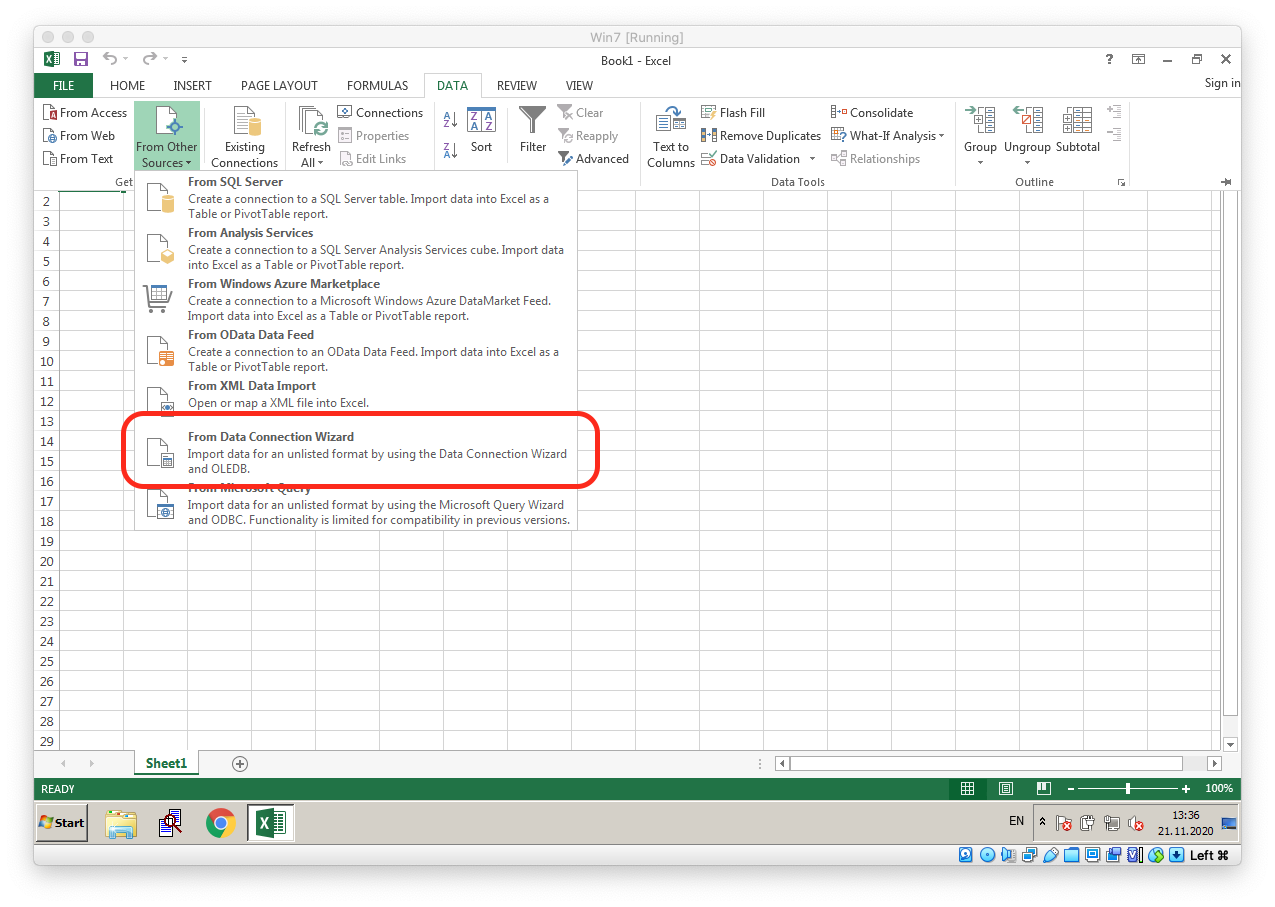 Win7 [Running]
Book1 - Excel
?
FILE HOME INSERT PAGE LAYOUT FORMULAS DATA REVIEW VIEW Sign in
From Access
From Web
From Text
From Other
Sources
Existing
Connections
Refresh
All
Connections
Properties
Edit Links
A
Z
Z
A
Z A
A Z
Sort
Filter
Clear
Reapply
Advanced
Text to
Columns
Flash Fill
Remove Duplicates
Data Validation
Consolidate
What-If Analysis
Relationships
Group Ungroup Subtotal
Get
Data Tools
Outline
From SQL Server
Create a connection to a SQL Server table. Import data into Excel as a
Table or PivotTable report.
From Analysis Services
Create a connection to a SQL Server Analysis Services cube. Import data
into Excel as a Table or PivotTable report.
From Windows Azure Marketplace
Create a connection to a Microsoft Windows Azure DataMarket Feed.
Import data into Excel as a Table or PivotTable report.
From OData Data Feed
Create a connection to an OData Data Feed. Import data into Excel as a
Table or PivotTable report.
From XML Data Import
Open or map a XML file into Excel.
From Data Connection Wizard
Import data for an unlisted format by using the Data Connection Wizard
and OLEDB.
From Microsoft Query
Import data for an unlisted format by using the Microsoft Query Wizard
and ODBC. Functionality is limited for compatibility in previous versions.
2
3
4
5
6
7
8
9
10
11
12
13
14
15
16
17
18
19
20
21
22
23
24
25
26
27
28
29
Sheet1
READY
100%
Start
EN
13:36
21.11.2020
Left ⌘